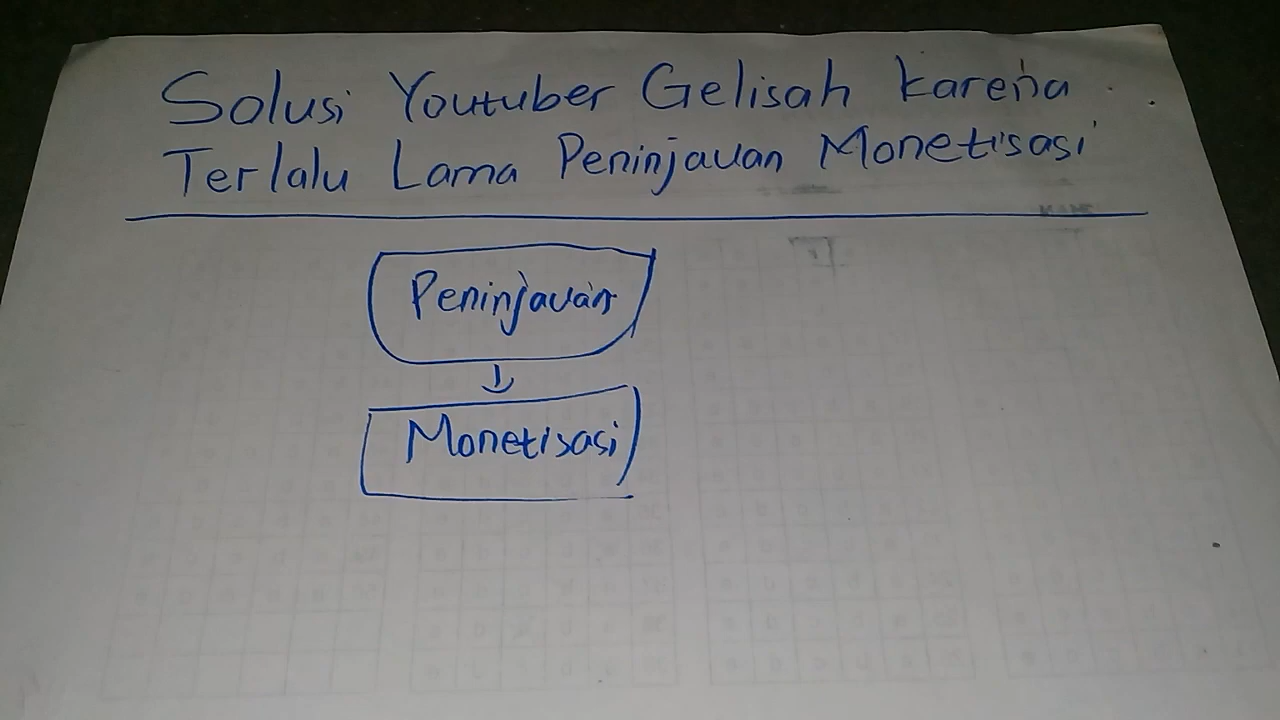 Solusi Youtuber Gelisah karena
Terlalu Lama Peninjauan Monetisasi
Peninjauan
Monetisasi